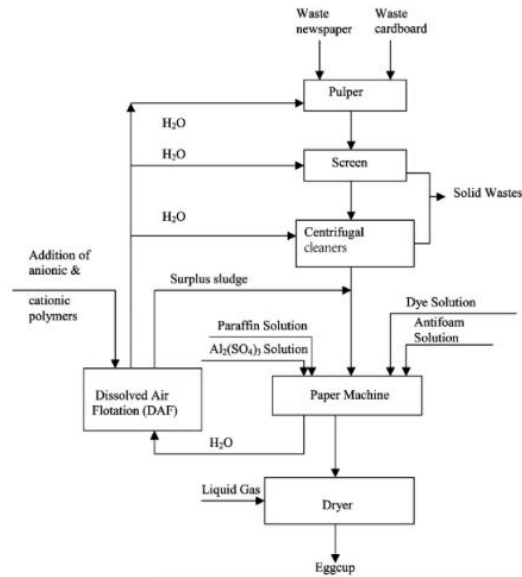 Waste
newspaper
Waste
cardboard
Pulper
H₂O
H₂O
Screen
Solid Wastes
H₂O
Centrifugal
cleaners
Addition of
anionic &
cationic
polymers
Surplus sludge
Dye Solution
Paraffin Solution
Antifoam
Solution
Al₂(SO₄)₃ Solution
Dissolved Air
Flotation (DAF)
Paper Machine
H₂O
Liquid Gas
Dryer
Eggcup